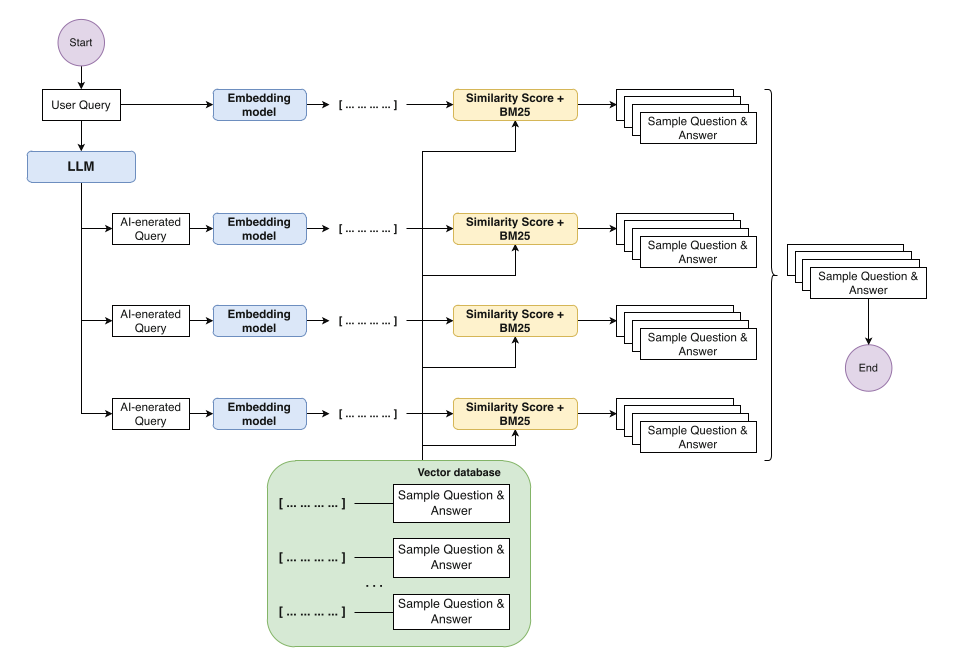 Start
User Query
Embedding
model
[ ... ... ... ... ]
Similarity Score +
BM25
Sample Question &
Answer
LLM
AI-enerated
Query
Embedding
model
[ ... ... ... ... ]
Similarity Score +
BM25
Sample Question &
Answer
Sample Question &
Answer
AI-enerated
Query
Embedding
model
[ ... ... ... ... ]
Similarity Score +
BM25
Sample Question &
Answer
End
AI-enerated
Query
Embedding
model
[ ... ... ... ... ]
Similarity Score +
BM25
Sample Question &
Answer
Vector database
[ ... ... ... ... ]
Sample Question &
Answer
[ ... ... ... ... ]
Sample Question &
Answer
. . .
[ ... ... ... ... ]
Sample Question &
Answer